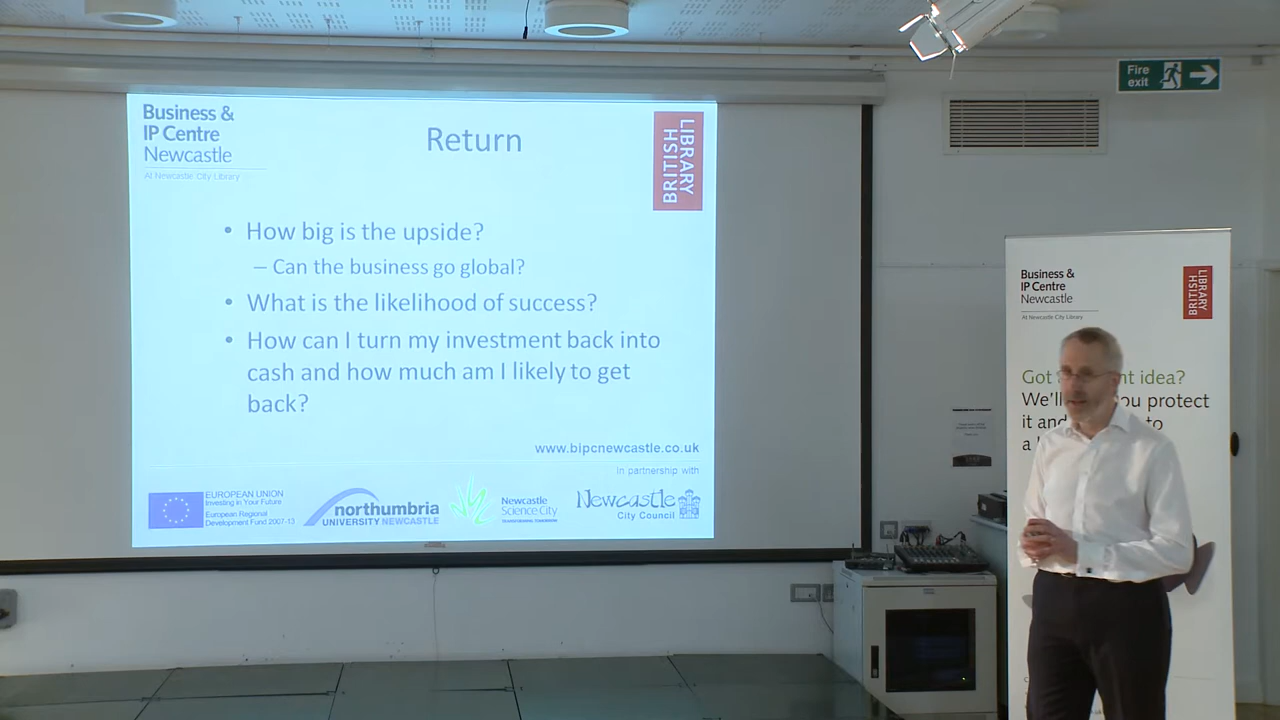 Business &
IP Centre
Newcastle
At Newcastle City Library
Return
BRITISH
LIBRARY
• How big is the upside?
– Can the business go global?
• What is the likelihood of success?
• How can I turn my investment back into
cash and how much am I likely to get
back?
www.bipcnewcastle.co.uk
In partnership with
EUROPEAN UNION
Investing in Your Future
European Regional
Development Fund 2007-13
northumbria
UNIVERSITY NEWCASTLE
Newcastle
Science City
Newcastle
City Council
Fire
exit
Business &
IP Centre
Newcastle
At Newcastle City Library
BRITISH
LIBRARY
Got idea?
We'll you protect
it and to
a